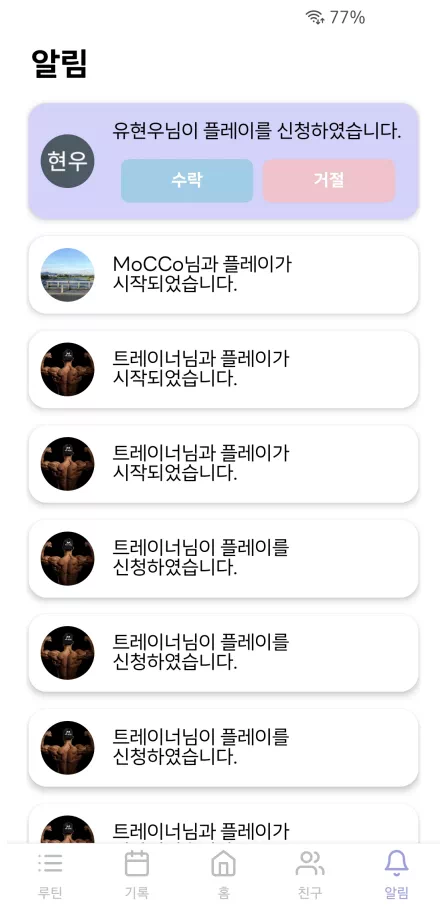 77%
알림
유현우님이 플레이를 신청하였습니다.
현우
수락
거절
MoCCo님과 플레이가
시작되었습니다.
트레이너님과 플레이가
시작되었습니다.
트레이너님과 플레이가
시작되었습니다.
트레이너님이 플레이를
신청하였습니다.
트레이너님이 플레이를
신청하였습니다.
트레이너님이 플레이를
신청하였습니다.
트레이너님과 플레이가
루틴
기록
홈
친구
알림